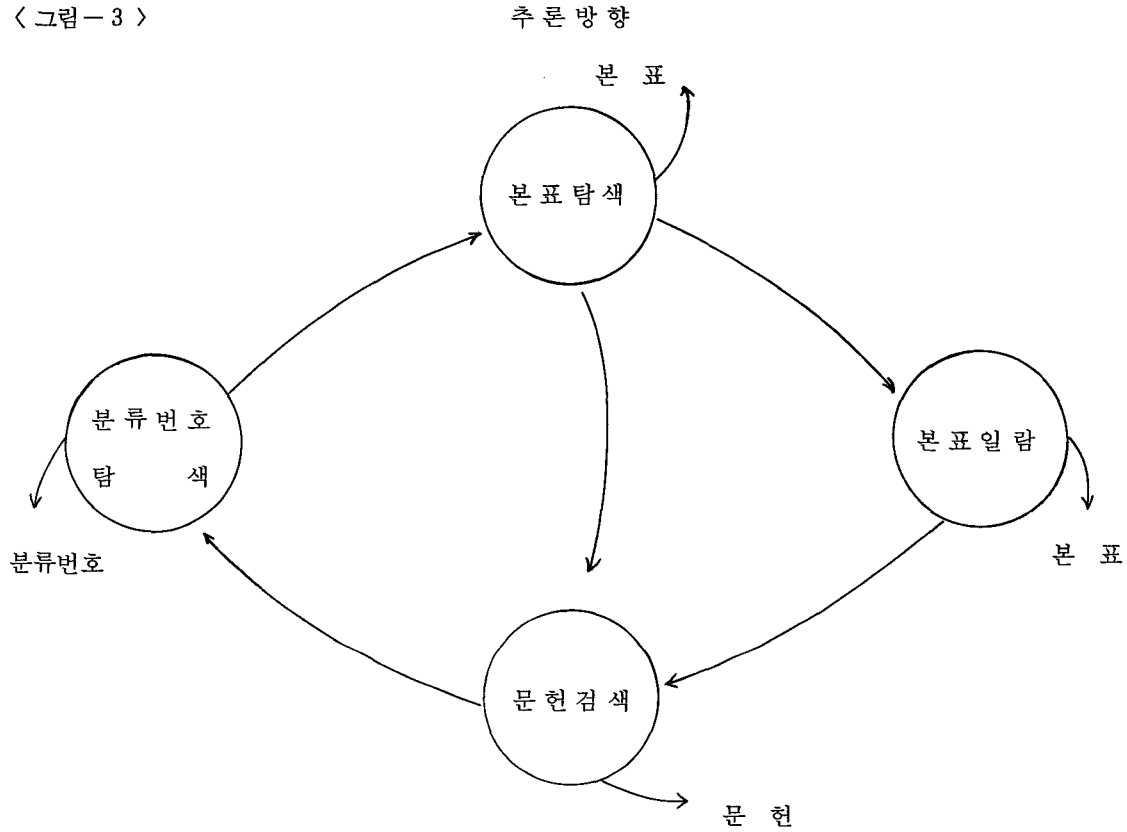 〈 그림－3 〉
추 론 방 향
본 표
본 표 탐 색
분 류 번 호
탐 색
분류번호
본 표 일 람
본 표
문 헌 검 색
문 헌